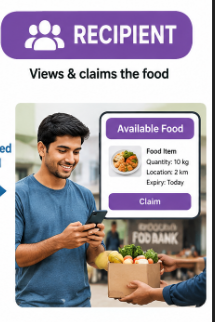 RECIPIENT
Views & claims the food
ed
Available Food
Food Item
Quantity: 10 kg
Location: 2 km
Expiry: Today
Claim
FOOD BANK